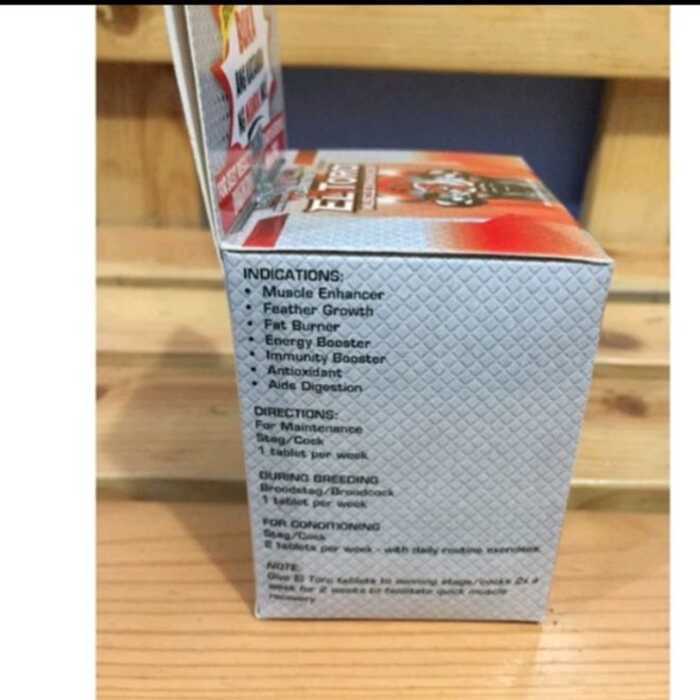 EL TORO
INDICATIONS:
• Muscle Enhancer
• Feather Growth
• Fat Burner
• Energy Booster
• Immunity Booster
• Antioxidant
• Aids Digestion
DIRECTIONS:
For Maintenance
Stag/Cock
1 tablet per week
DURING BREEDING
Broodstag/Broodcock
1 tablet per week
FOR CONDITIONING
Stag/Cock
2 tablets per week - with daily routine exercises
NOTE:
Give El Toro tablets to winning stags/cocks 2x a
week for 2 weeks to facilitate quick muscle
recovery